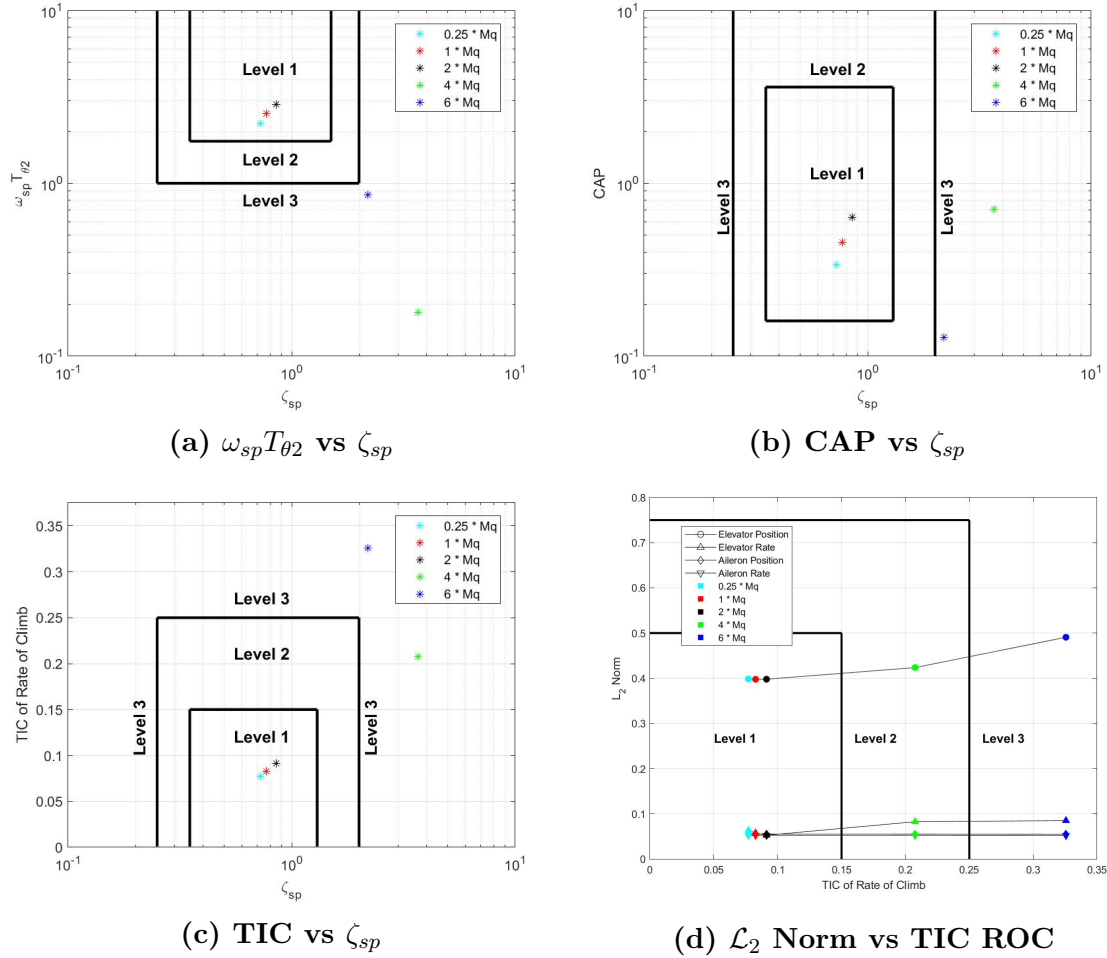 10^1
10^0
10^-1
10^-1
10^0
10^1
ω_sp T_θ2
ζ_sp
Level 1
Level 2
Level 3
0.25 * Mq
1 * Mq
2 * Mq
4 * Mq
6 * Mq
(a) ω_sp T_θ2 vs ζ_sp
10^1
10^0
10^-1
10^-1
10^0
10^1
CAP
ζ_sp
Level 2
Level 1
Level 3
Level 3
0.25 * Mq
1 * Mq
2 * Mq
4 * Mq
6 * Mq
(b) CAP vs ζ_sp
0.35
0.3
0.25
0.2
0.15
0.1
0.05
0
10^-1
10^0
10^1
TIC of Rate of Climb
ζ_sp
Level 3
Level 2
Level 1
Level 3
Level 3
0.25 * Mq
1 * Mq
2 * Mq
4 * Mq
6 * Mq
(c) TIC vs ζ_sp
0.8
0.7
0.6
0.5
0.4
0.3
0.2
0.1
0
0
0.05
0.1
0.15
0.2
0.25
0.3
0.35
L_2 Norm
TIC of Rate of Climb
Elevator Position
Elevator Rate
Aileron Position
Aileron Rate
0.25 * Mq
1 * Mq
2 * Mq
4 * Mq
6 * Mq
Level 1
Level 2
Level 3
(d) ℒ_2 Norm vs TIC ROC